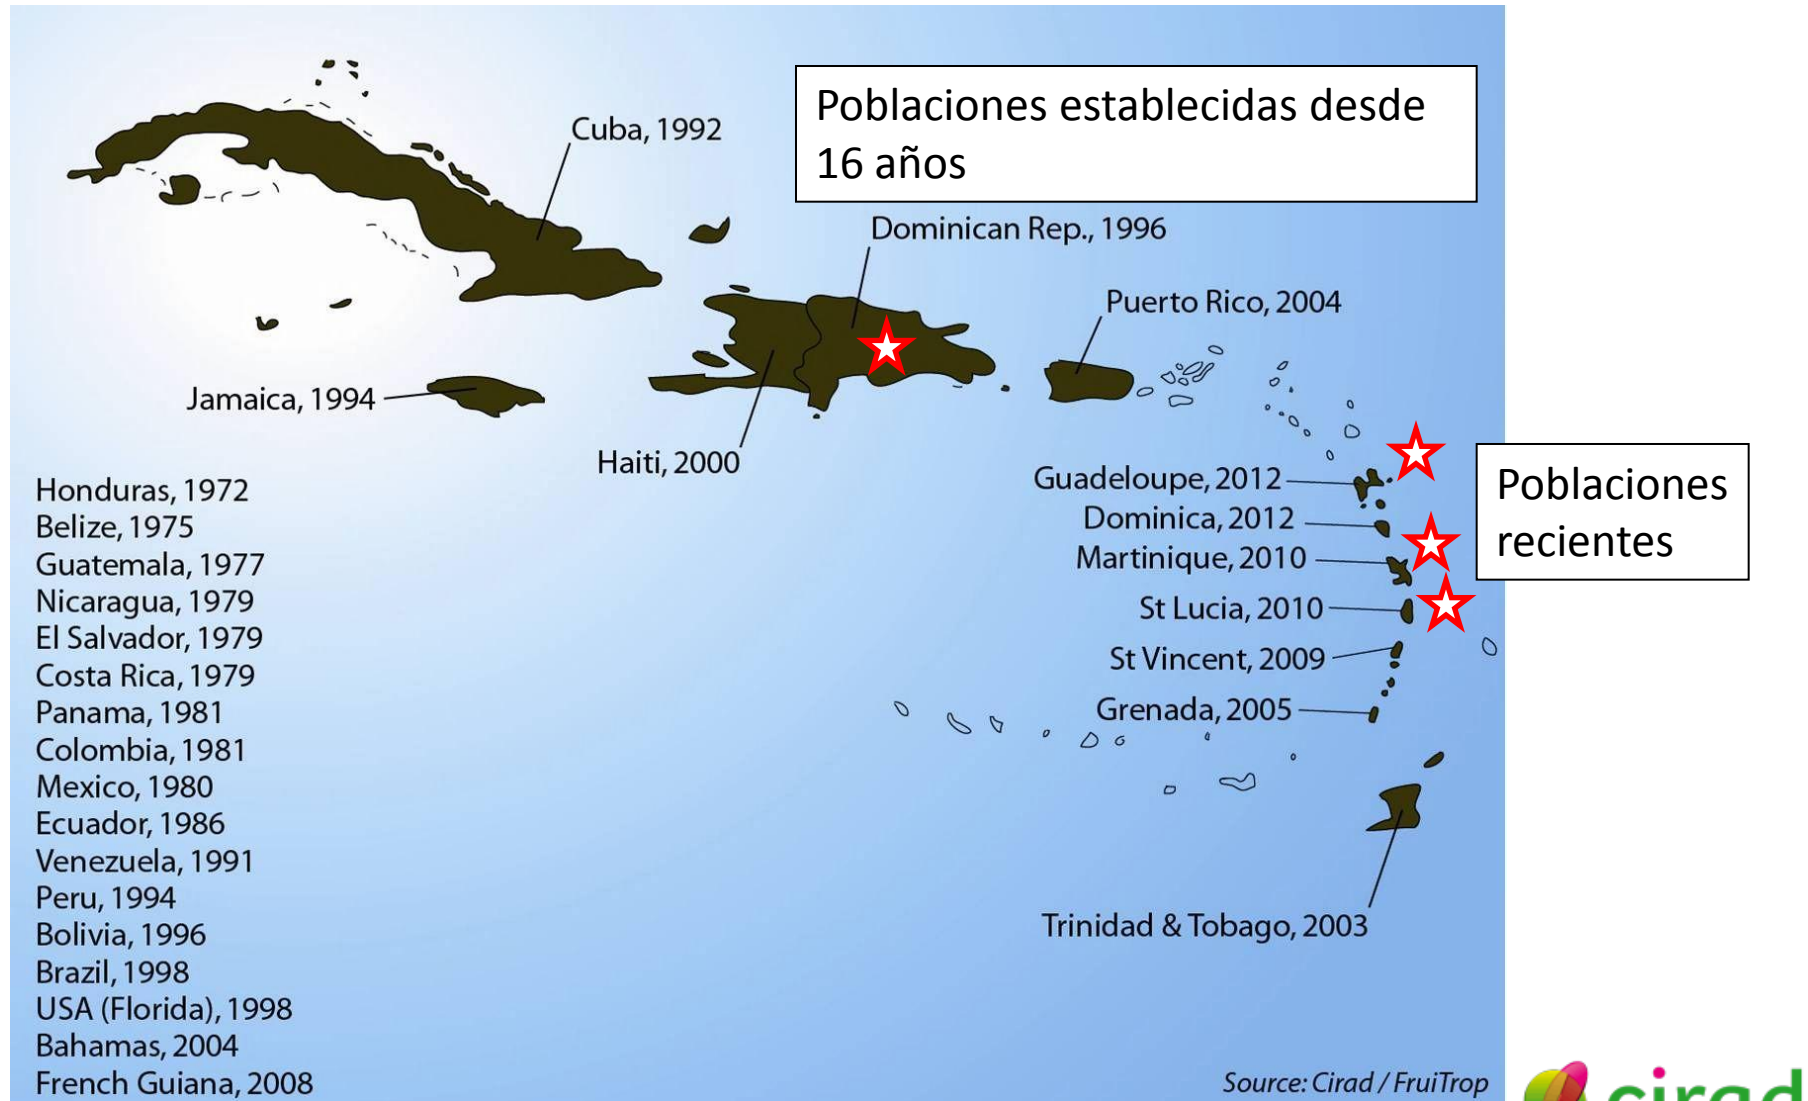 Poblaciones establecidas desde
16 años
Cuba, 1992
Dominican Rep., 1996
Puerto Rico, 2004
Jamaica, 1994
Haiti, 2000
Guadeloupe, 2012
Dominica, 2012
Martinique, 2010
St Lucia, 2010
St Vincent, 2009
Grenada, 2005
Trinidad & Tobago, 2003
Poblaciones
recientes
Honduras, 1972
Belize, 1975
Guatemala, 1977
Nicaragua, 1979
El Salvador, 1979
Costa Rica, 1979
Panama, 1981
Colombia, 1981
Mexico, 1980
Ecuador, 1986
Venezuela, 1991
Peru, 1994
Bolivia, 1996
Brazil, 1998
USA (Florida), 1998
Bahamas, 2004
French Guiana, 2008
Source: Cirad / FruiTrop
cirad